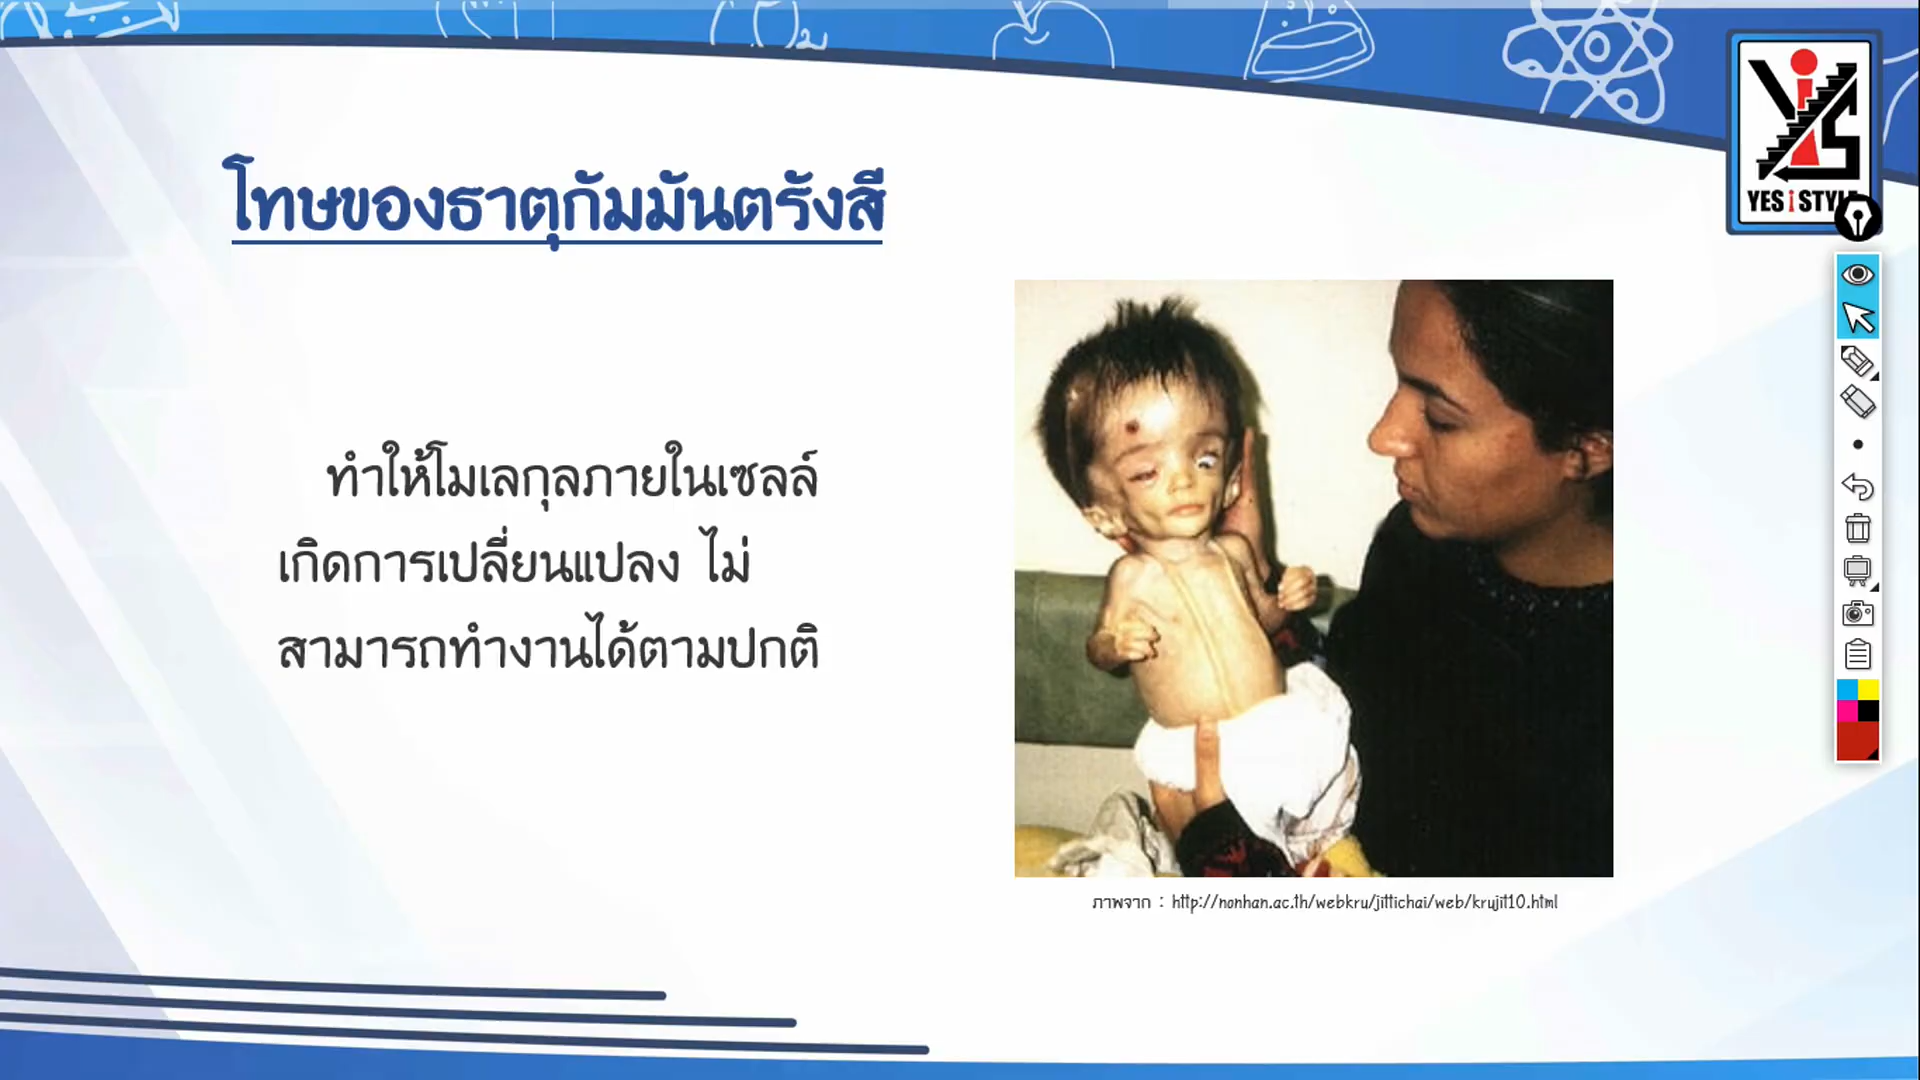 YES i STYLE
โทษของธาตุกัมมันตรังสี
ทำให้โมเลกุลภายในเซลล์
เกิดการเปลี่ยนแปลง ไม่
สามารถทำงานได้ตามปกติ
ภาพจาก : http://nonhan.ac.th/webkru/jittichai/web/krujit10.html